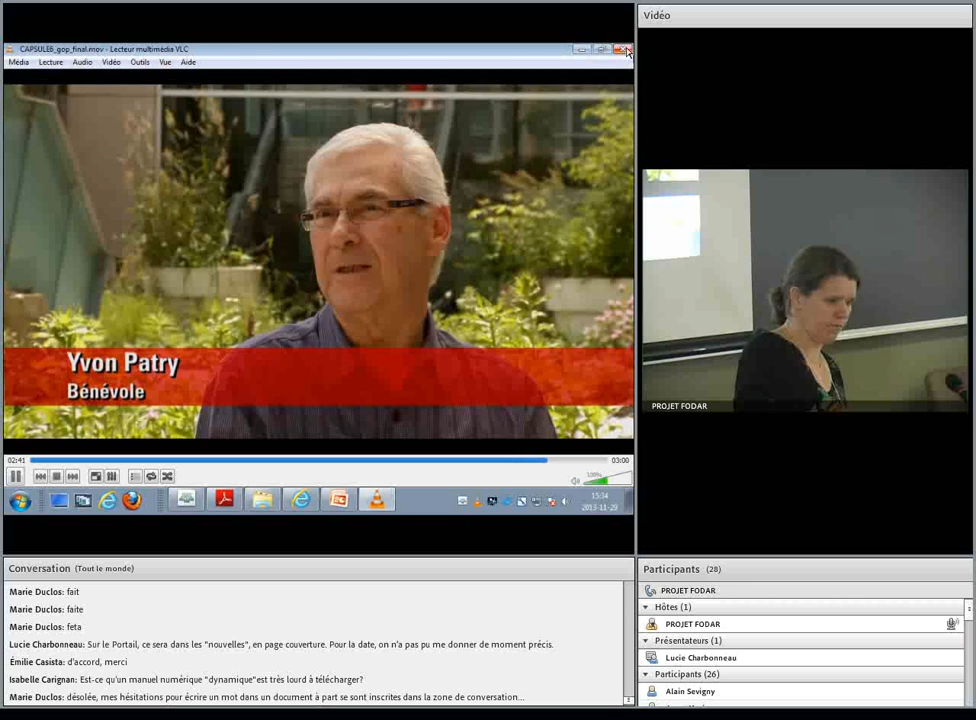 Vidéo
CAPSULE6_gop_final.mov - Lecteur multimédia VLC
Média Lecture Audio Vidéo Outils Vue Aide
Yvon Patry
Bénévole
PROJET FODAR
02:41
03:00
100%
15:34
2013-11-29
Conversation (Tout le monde)
Marie Duclos: fait
Marie Duclos: faite
Marie Duclos: feta
Lucie Charbonneau: Sur le Portail, ce sera dans les "nouvelles", en page couverture. Pour la date, on n'a pas pu me donner de moment précis.
Émilie Casista: d'accord, merci
Isabelle Carignan: Est-ce qu'un manuel numérique "dynamique"est très lourd à télécharger?
Marie Duclos: désolée, mes hésitations pour écrire un mot dans un document à part se sont inscrites dans la zone de conversation...
Participants (28)
PROJET FODAR
Hôtes (1)
PROJET FODAR
Présentateurs (1)
Lucie Charbonneau
Participants (26)
Alain Sevigny